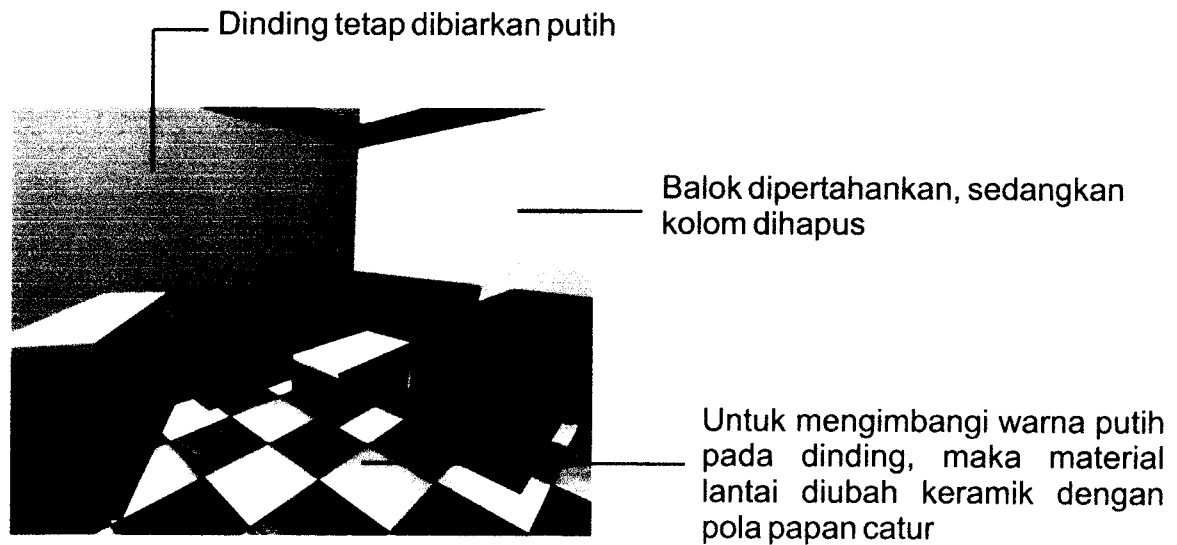 Dinding tetap dibiarkan putih
Balok dipertahankan, sedangkan
kolom dihapus
Untuk mengimbangi warna putih
pada dinding, maka material
lantai diubah keramik dengan
pola papan catur